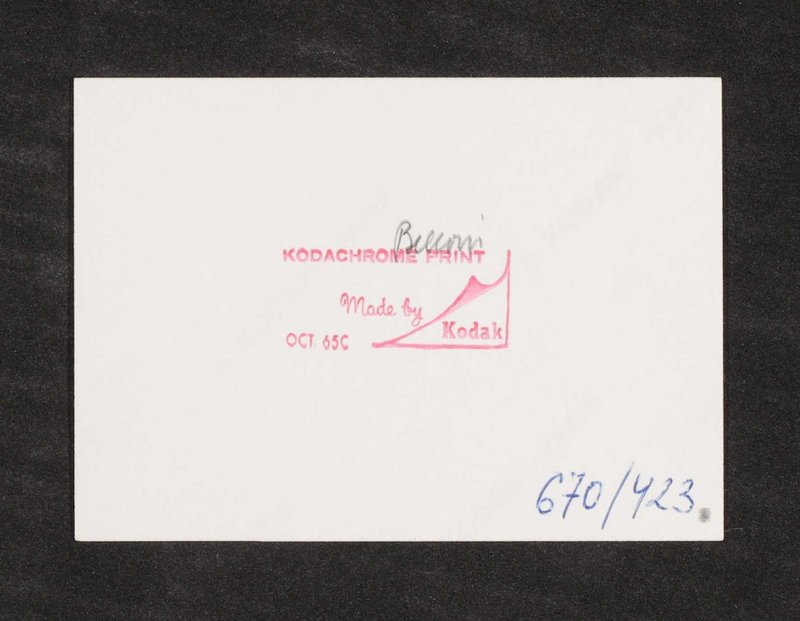 KODACHROME PRINT
Made by
Kodak
OCT. 65C
670/423.